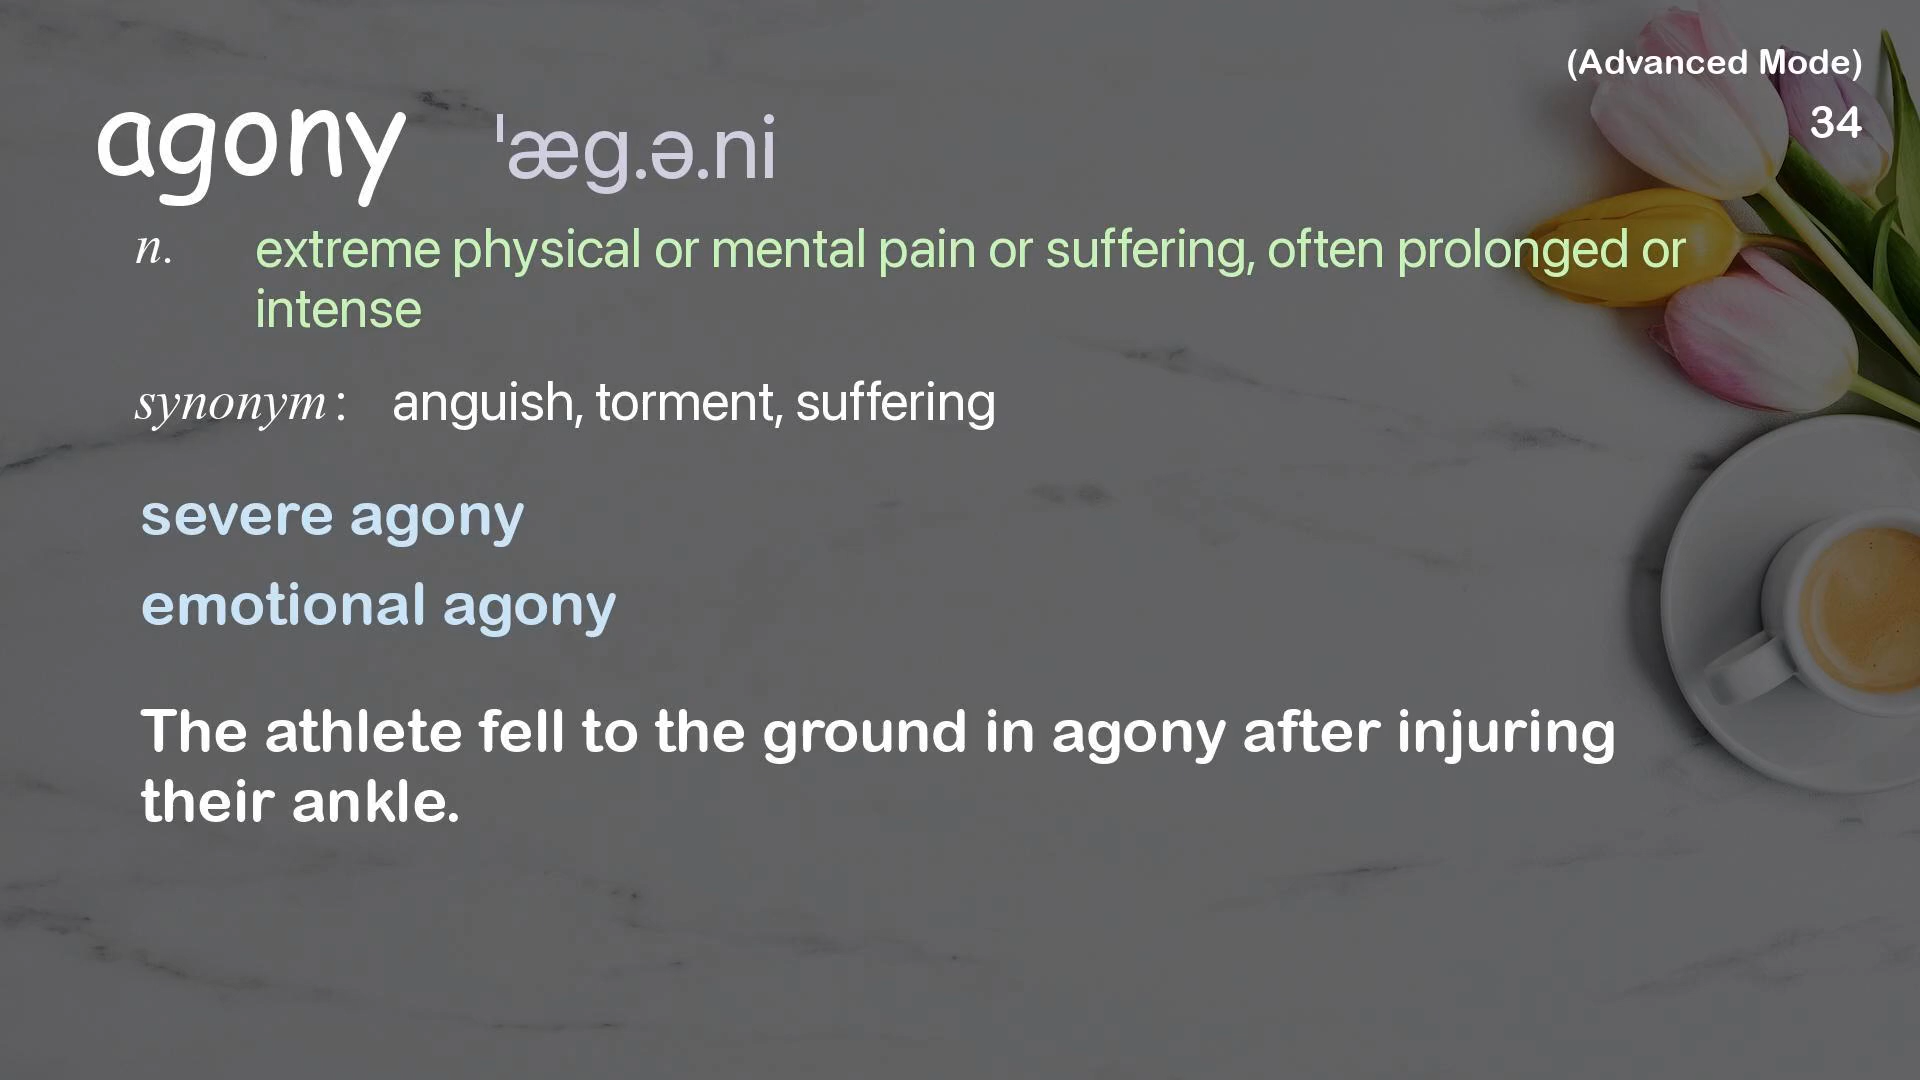 (Advanced Mode)
34
agony ˈæɡ.ə.ni
n. extreme physical or mental pain or suffering, often prolonged or
intense
synonym: anguish, torment, suffering
severe agony
emotional agony
The athlete fell to the ground in agony after injuring
their ankle.